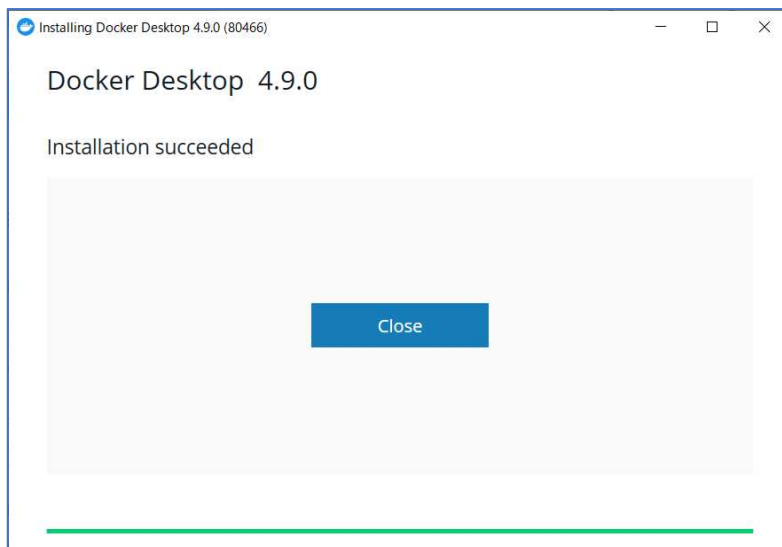 Installing Docker Desktop 4.9.0 (80466)
Docker Desktop 4.9.0
Installation succeeded
Close